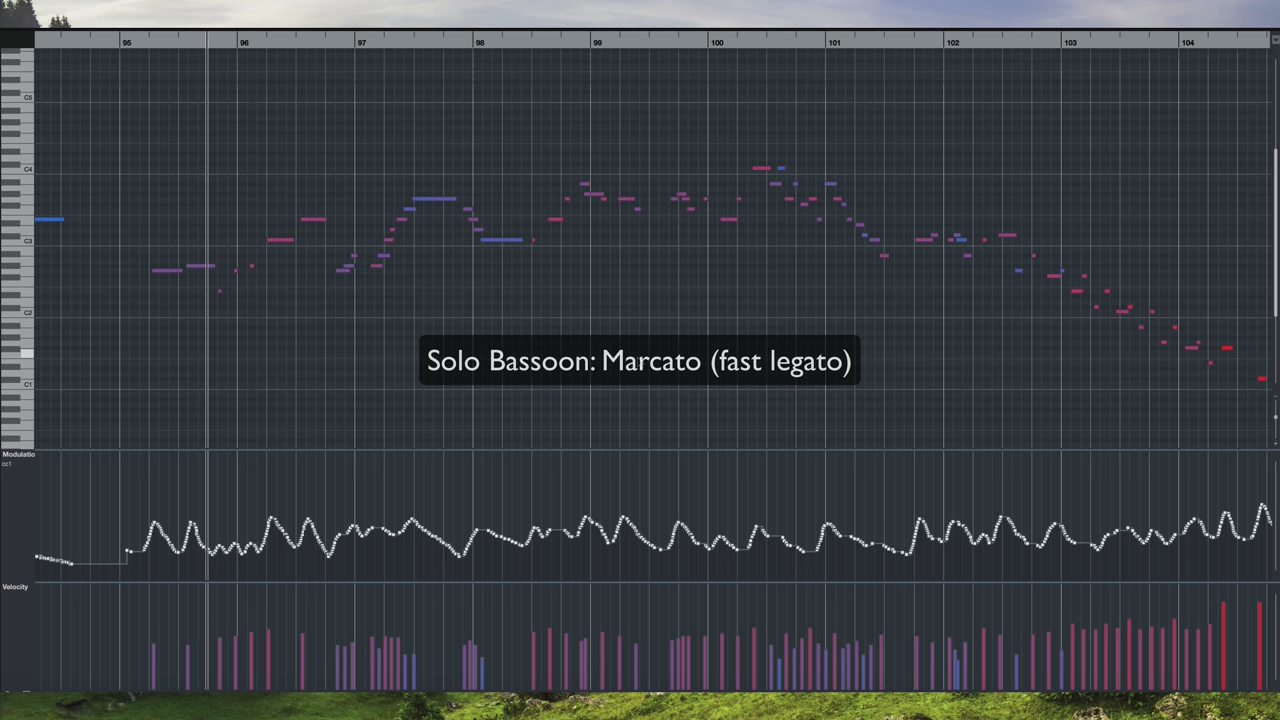 95 96 97 98 99 100 101 102 103 104
C5
C4
C3
C2
Solo Bassoon: Marcato (fast legato)
C1
Modulatio
cc1
Velocity